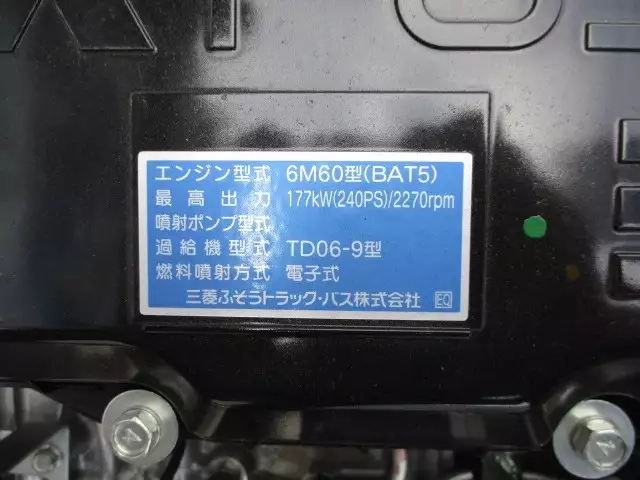 エンジン型式 6M60型(BAT5)
最高出力 177kW(240PS)/2270rpm
噴射ポンプ型式
過給機型式 TD06-9型
燃料噴射方式 電子式
三菱ふそうトラック・バス株式会社 EQ